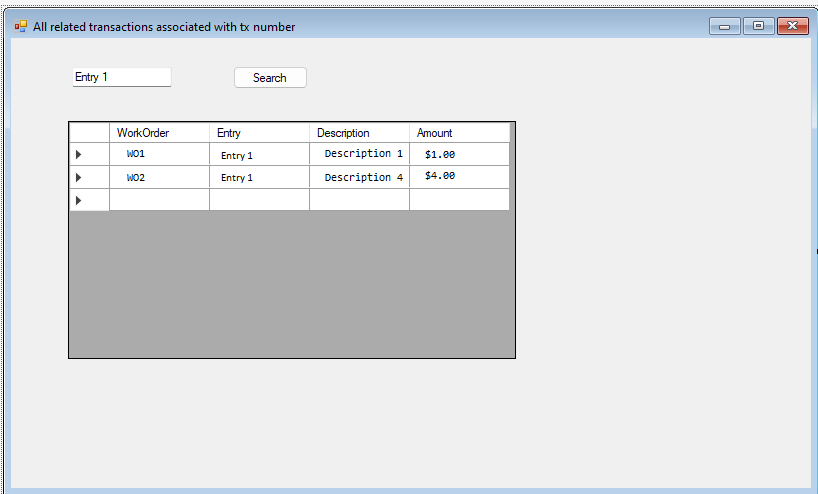 All related transactions associated with tx number
Entry 1 Search
WorkOrder Entry Description Amount
WO1 Entry 1 Description 1 $1.00
WO2 Entry 1 Description 4 $4.00